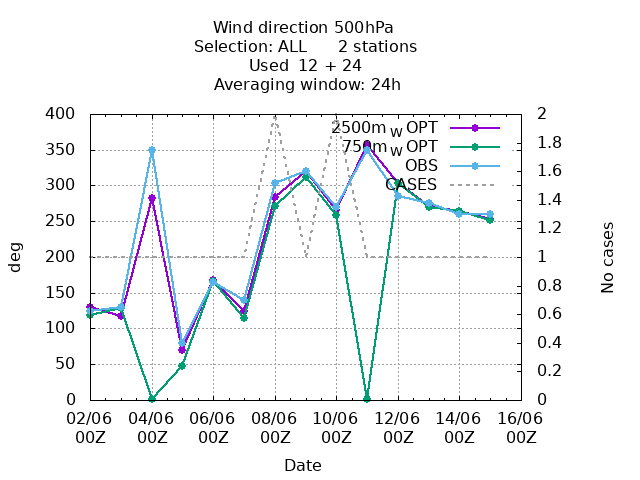 Wind direction 500hPa
Selection: ALL 2 stations
Used 12 + 24
Averaging window: 24h
400 2
350 1.8
300 1.6
250 1.4
200 1.2
150 1
100 0.8
50 0.6
0 0.4
0.2
0
deg
No cases
2500m W OPT
750m W OPT
OBS
CASES
02/06 04/06 06/06 08/06 10/06 12/06 14/06 16/06
00Z 00Z 00Z 00Z 00Z 00Z 00Z 00Z
Date